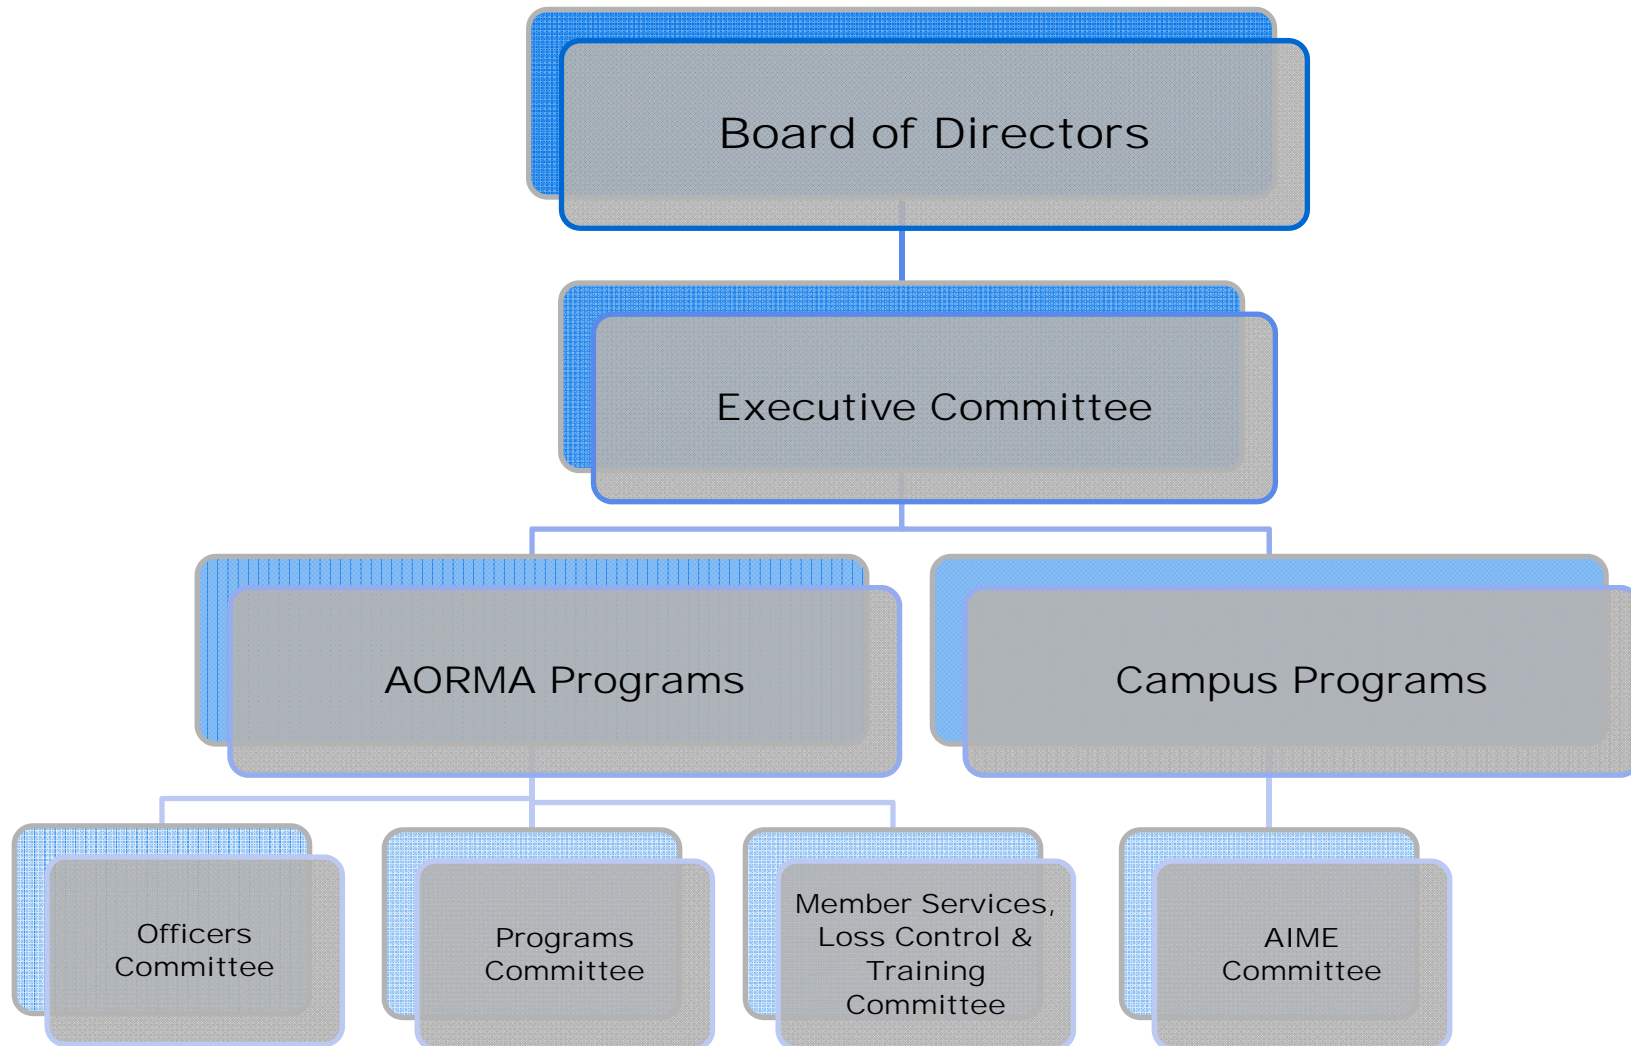 Board of Directors
Executive Committee
AORMA Programs
Campus Programs
Officers
Committee
Programs
Committee
Member Services,
Loss Control &
Training
Committee
AIME
Committee